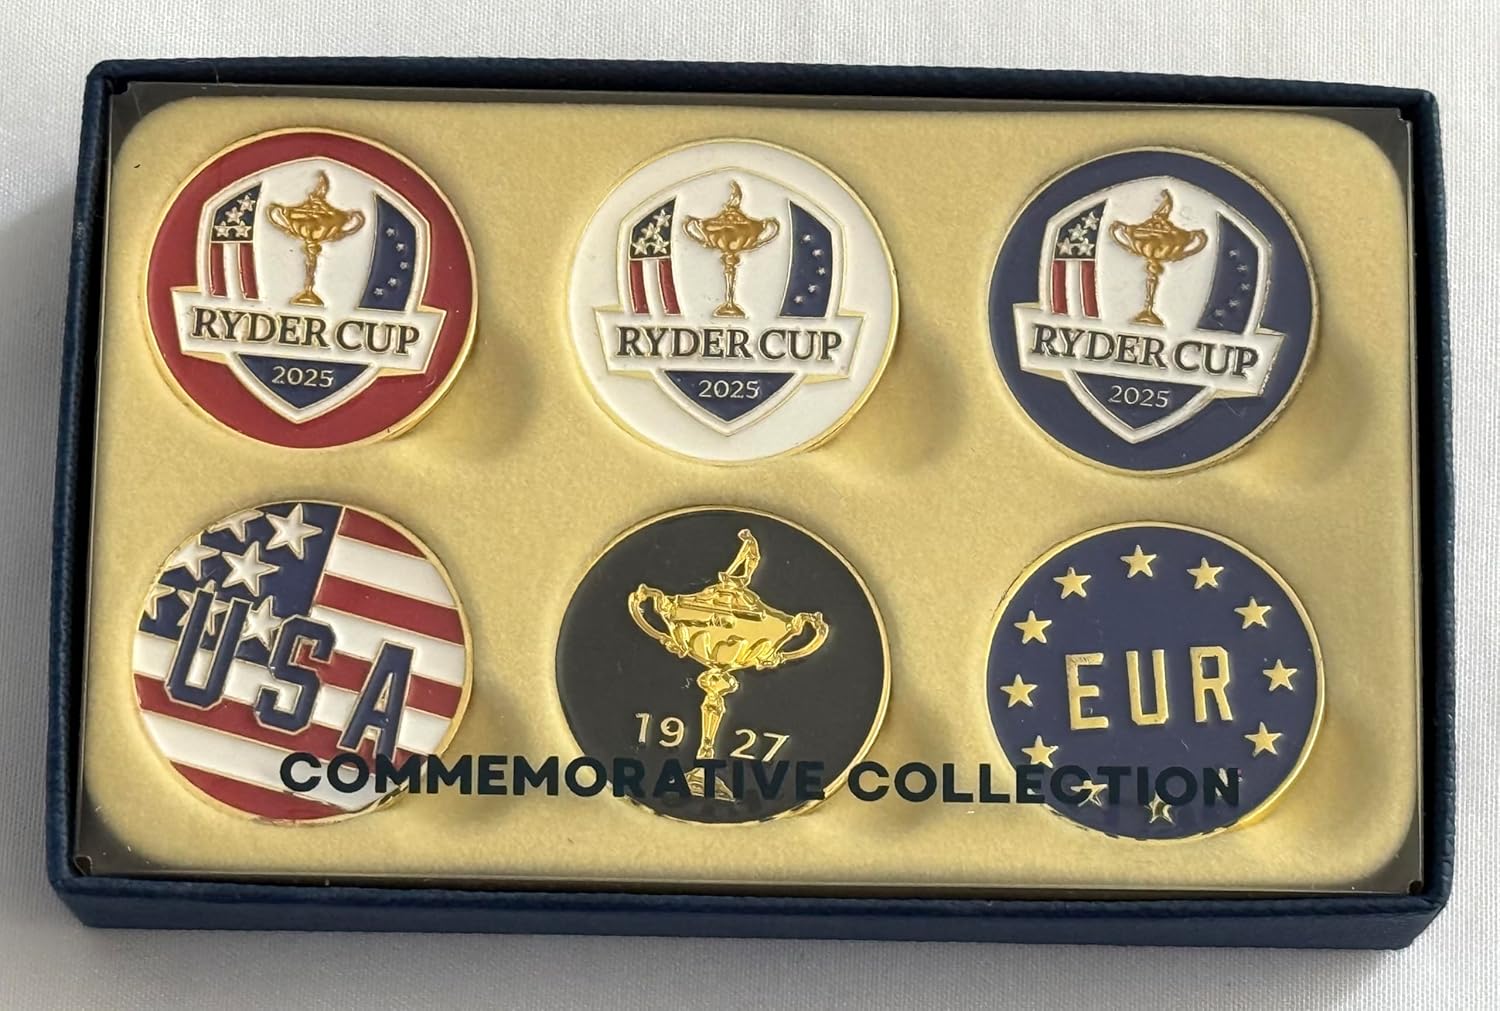 RYDER CUP
2025
RYDER CUP
2025
RYDER CUP
2025
USA
19 27
EUR
COMMEMORATIVE COLLECTION